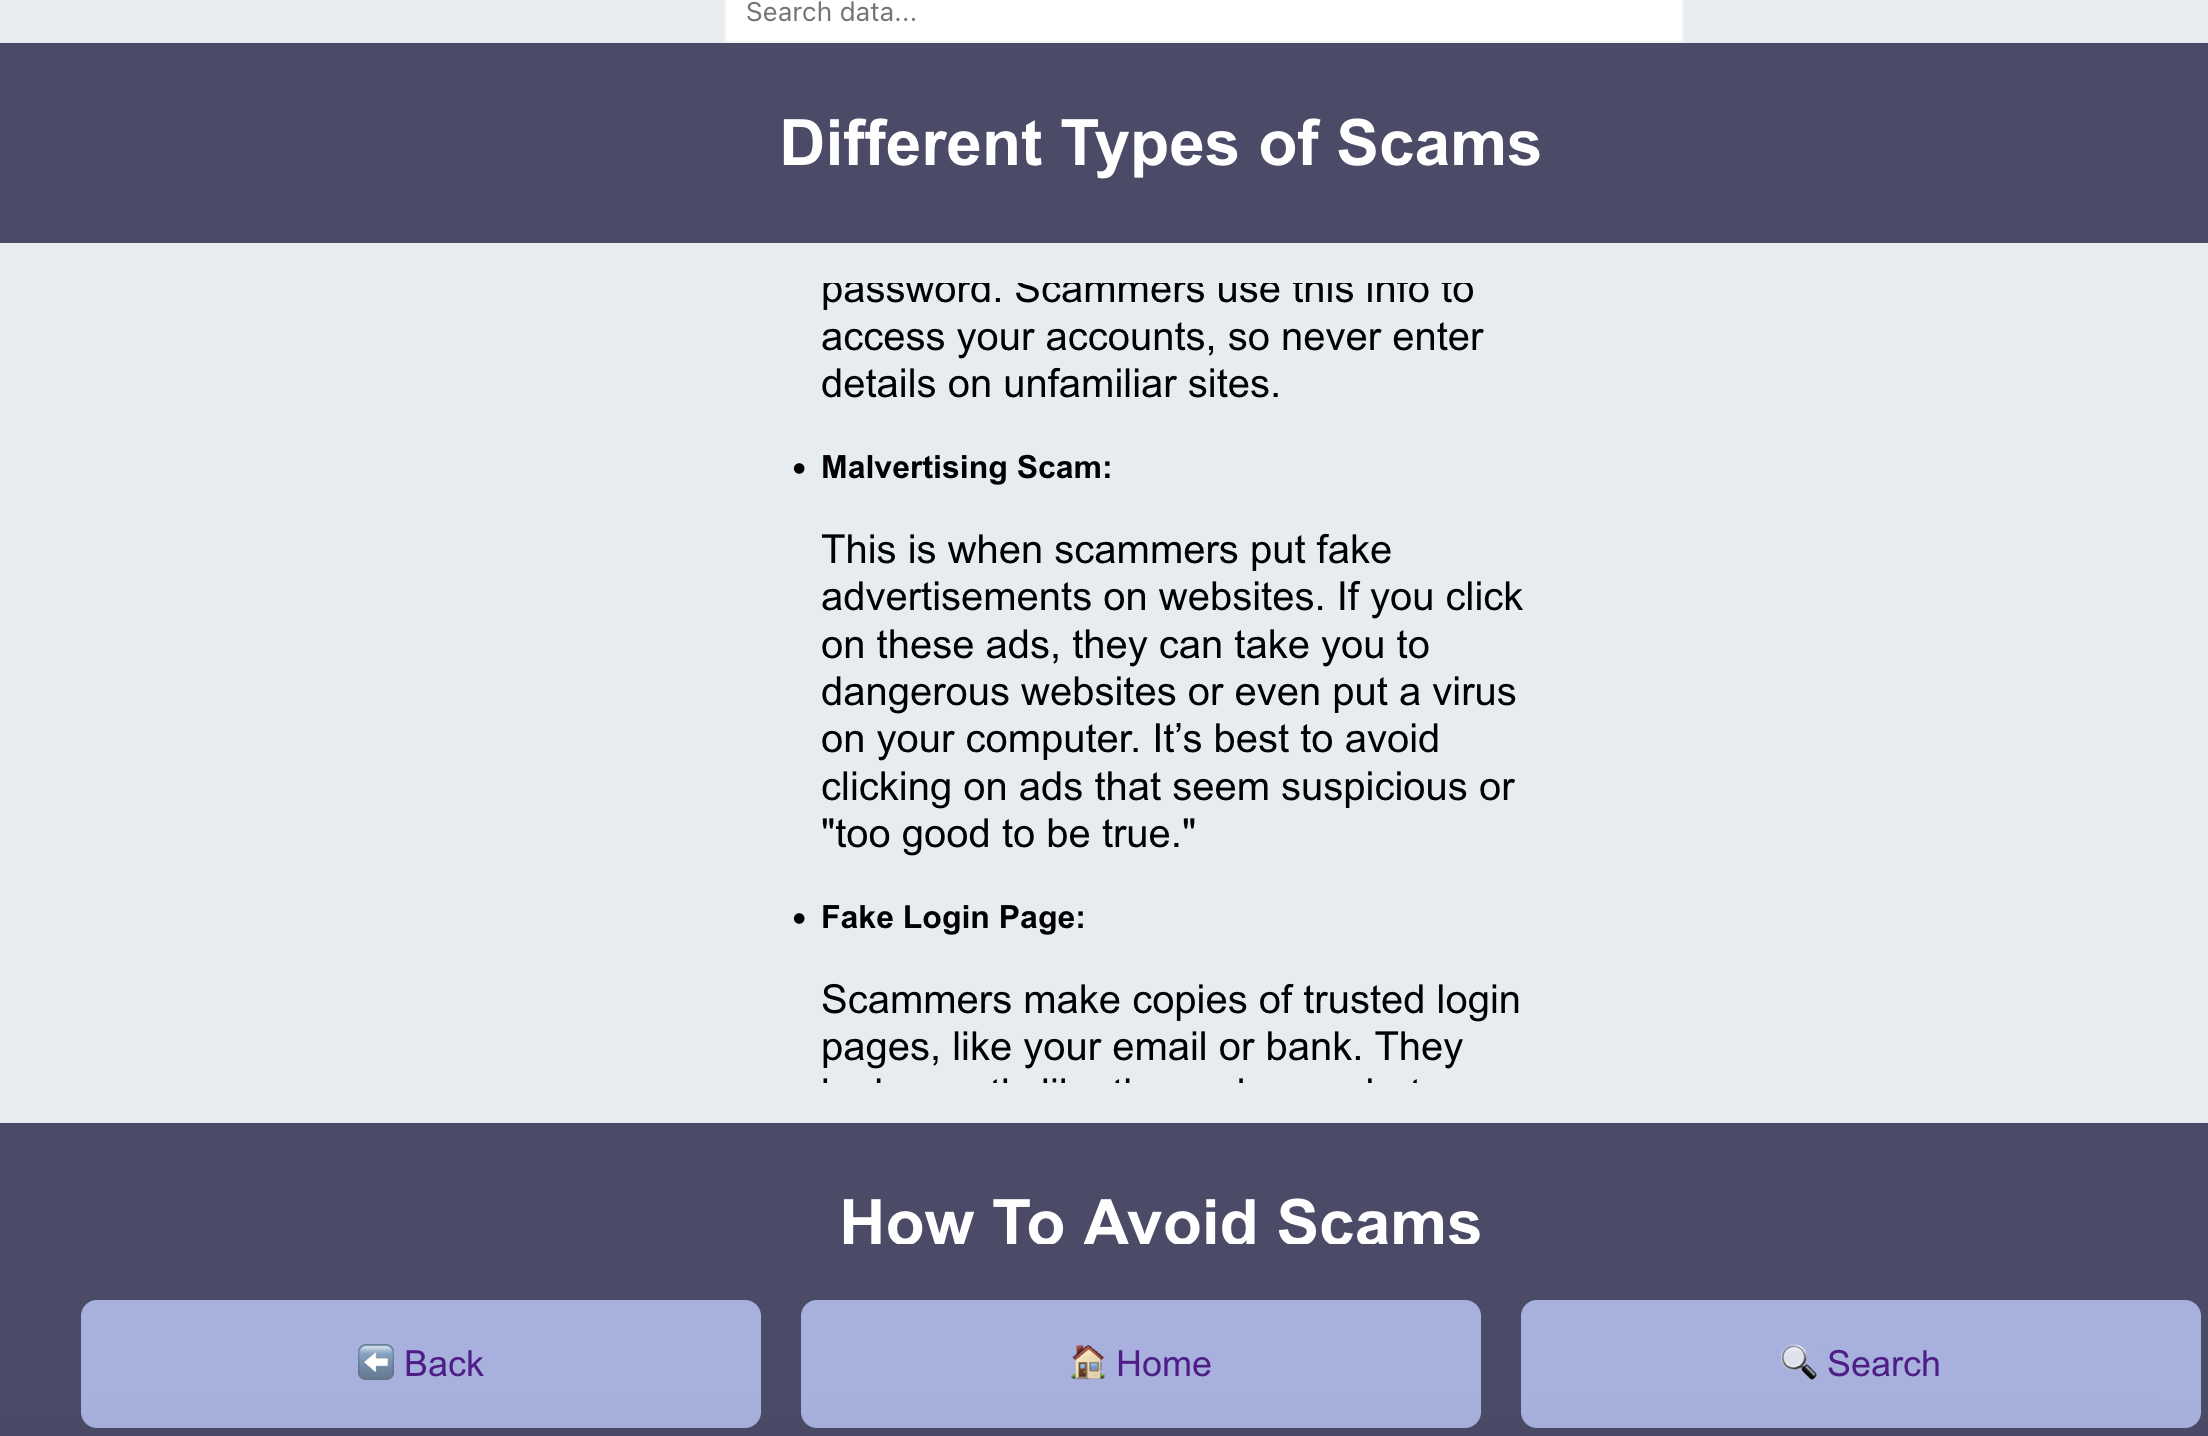 Search data...
Different Types of Scams
password. Scammers use this info to
access your accounts, so never enter
details on unfamiliar sites.
Malvertising Scam:
This is when scammers put fake
advertisements on websites. If you click
on these ads, they can take you to
dangerous websites or even put a virus
on your computer. It’s best to avoid
clicking on ads that seem suspicious or
"too good to be true."
Fake Login Page:
Scammers make copies of trusted login
pages, like your email or bank. They
How To Avoid Scams
Back
Home
Search